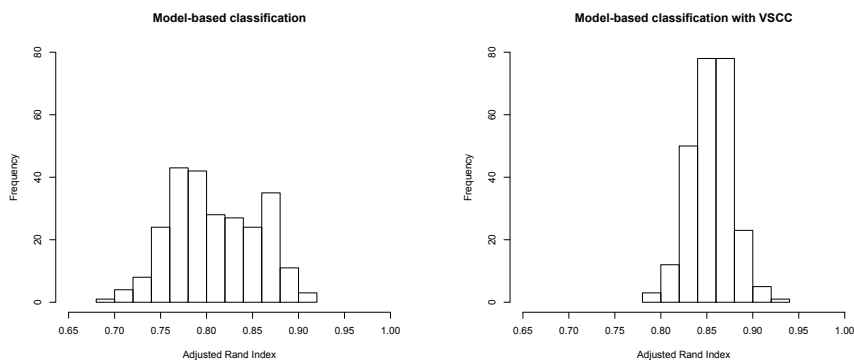 Model-based classification
80
60
40
20
0
Frequency
0.65 0.70 0.75 0.80 0.85 0.90 0.95 1.00
Adjusted Rand Index
Model-based classification with VSCC
80
60
40
20
0
Frequency
0.65 0.70 0.75 0.80 0.85 0.90 0.95 1.00
Adjusted Rand Index